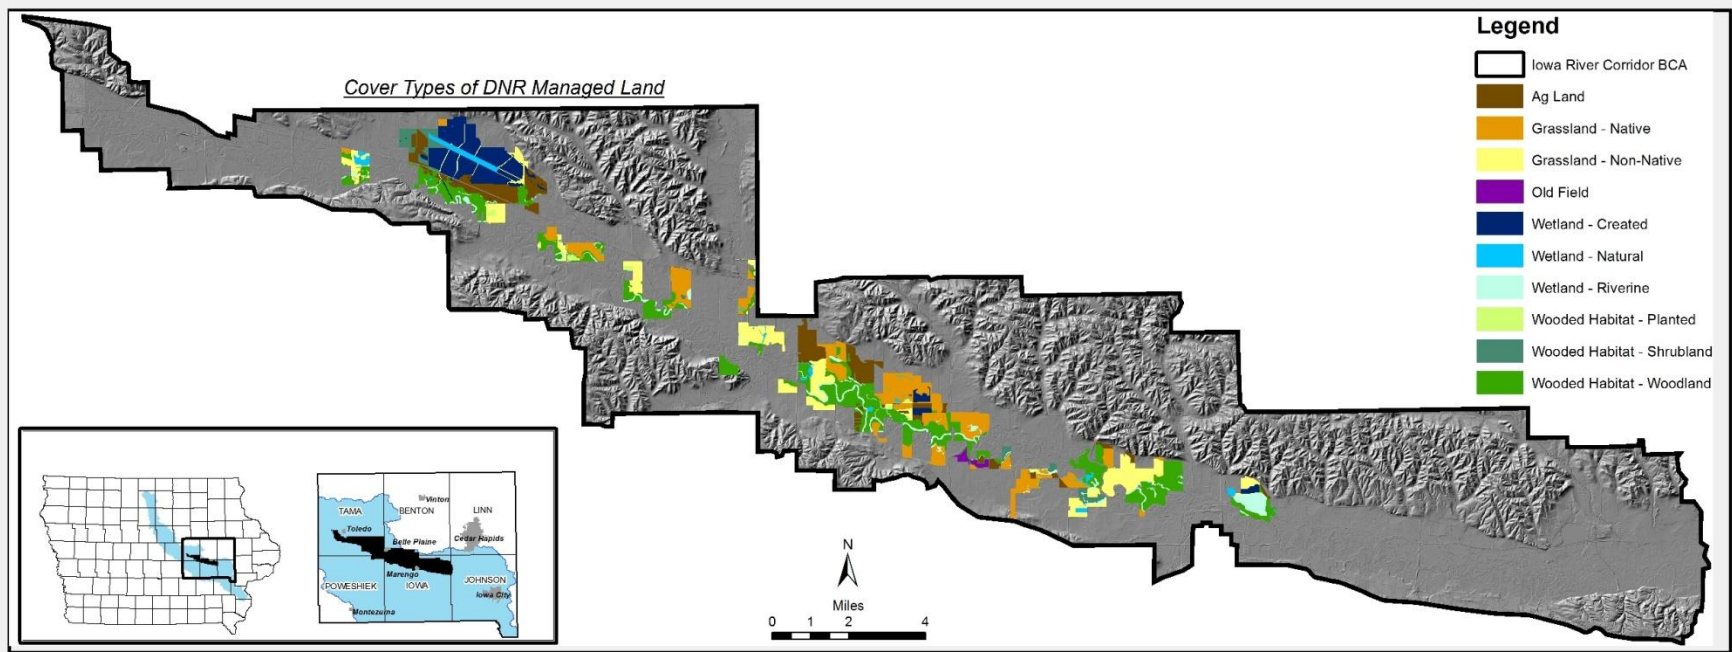 Cover Types of DNR Managed Land
Legend
Iowa River Corridor BCA
Ag Land
Grassland - Native
Grassland - Non-Native
Old Field
Wetland - Created
Wetland - Natural
Wetland - Riverine
Wooded Habitat - Planted
Wooded Habitat - Shrubland
Wooded Habitat - Woodland
TAMA
BENTON
LINN
Vinton
Toledo
Belle Plaine
Cedar Rapids
Marengo
POWESHIEK
IOWA
JOHNSON
Iowa City
Montezuma
N
Miles
0 1 2 4